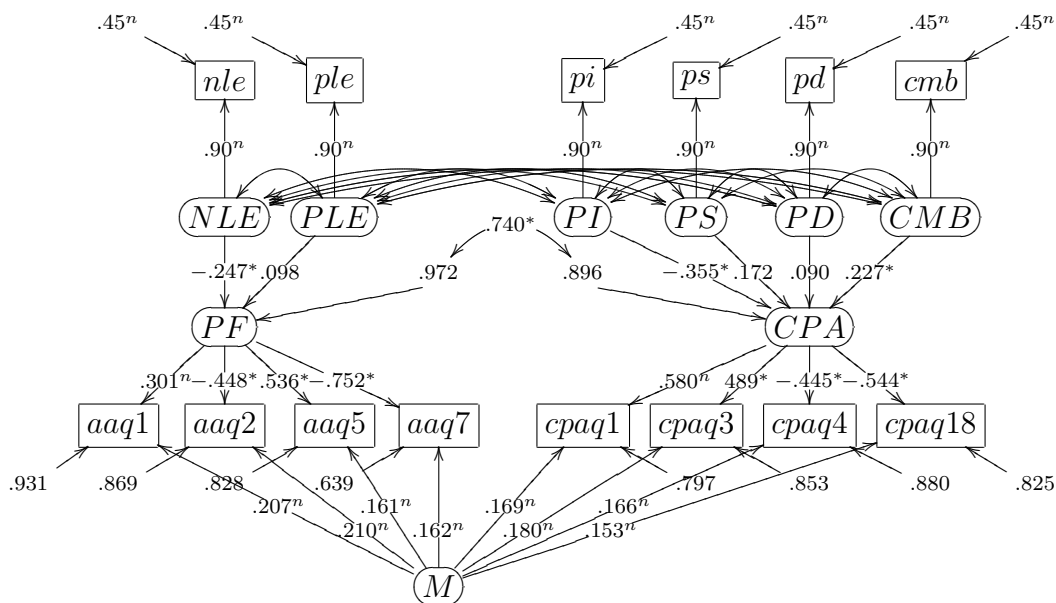 .45ⁿ .45ⁿ .45ⁿ .45ⁿ .45ⁿ .45ⁿ
nle ple pi ps pd cmb
.90ⁿ .90ⁿ .90ⁿ .90ⁿ .90ⁿ .90ⁿ
NLE PLE PI PS PD CMB
.740*
−.247* .098 .972 .896 −.355* .172 .090 .227*
PF CPA
.301ⁿ −.448* .536* −.752* .580ⁿ .489* −.445* −.544*
aaq1 aaq2 aaq5 aaq7 cpaq1 cpaq3 cpaq4 cpaq18
.931 .869 .828 .639 .797 .853 .880 .825
.207ⁿ .161ⁿ .169ⁿ .166ⁿ
.210ⁿ .162ⁿ .180ⁿ .153ⁿ
M